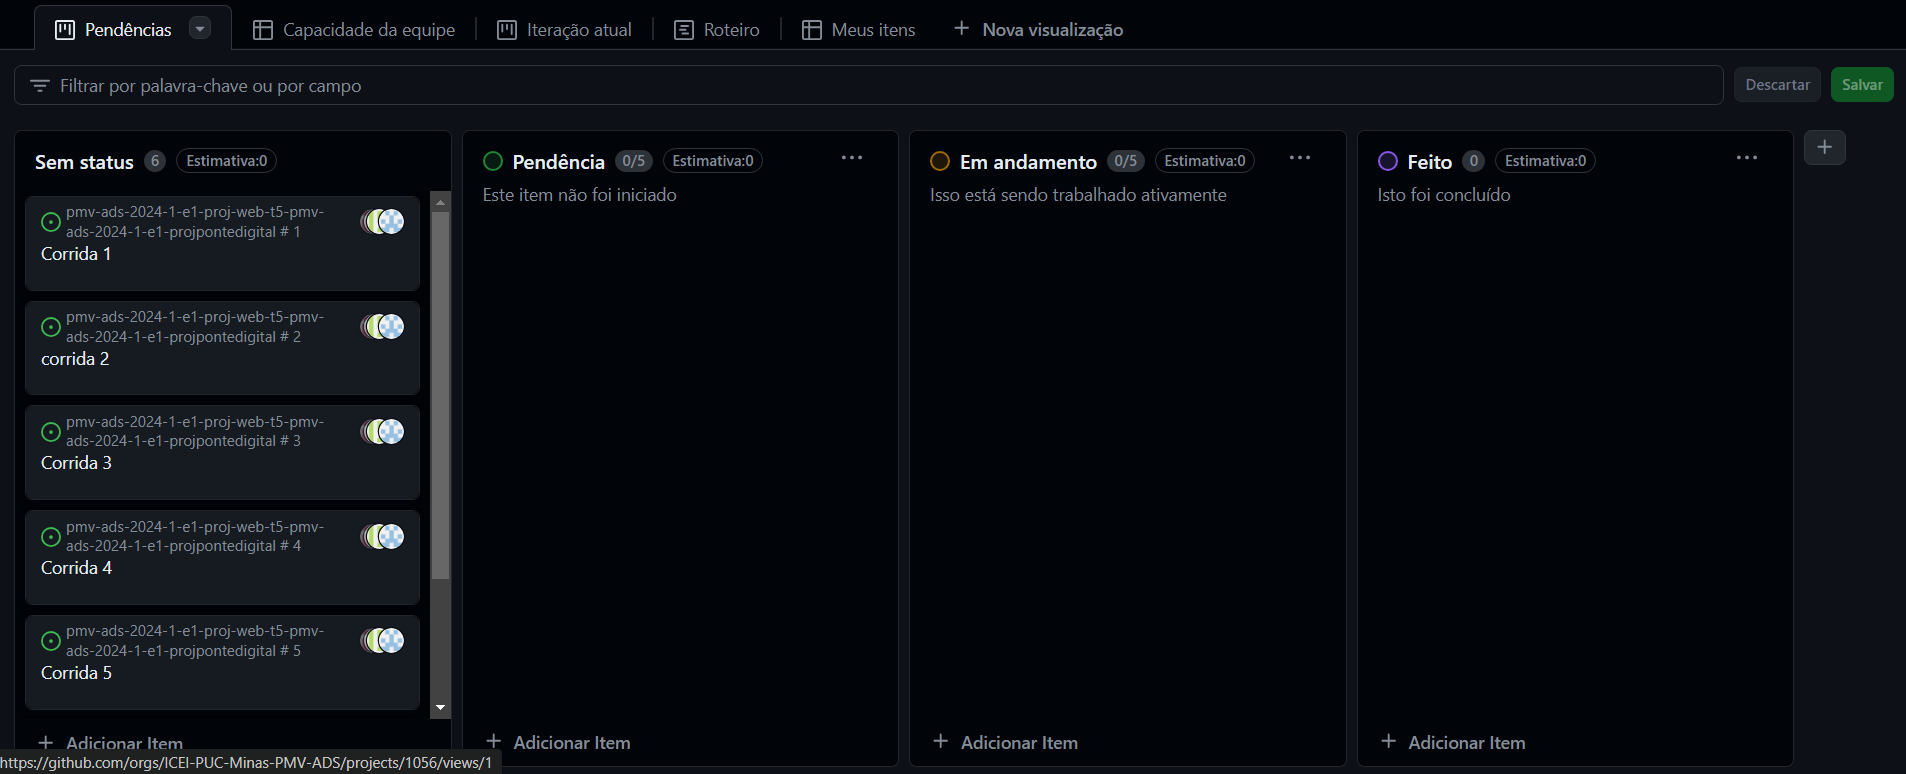 Pendências
Capacidade da equipe
Iteração atual
Roteiro
Meus itens
Nova visualização
Filtrar por palavra-chave ou por campo
Descartar
Salvar
Sem status 6 Estimativa:0
pmv-ads-2024-1-e1-proj-web-t5-pmv-
ads-2024-1-e1-projpontedigital # 1
Corrida 1
pmv-ads-2024-1-e1-proj-web-t5-pmv-
ads-2024-1-e1-projpontedigital # 2
corrida 2
pmv-ads-2024-1-e1-proj-web-t5-pmv-
ads-2024-1-e1-projpontedigital # 3
Corrida 3
pmv-ads-2024-1-e1-proj-web-t5-pmv-
ads-2024-1-e1-projpontedigital # 4
Corrida 4
pmv-ads-2024-1-e1-proj-web-t5-pmv-
ads-2024-1-e1-projpontedigital # 5
Corrida 5
Adicionar Item
Pendência 0/5 Estimativa:0
Este item não foi iniciado
Adicionar Item
Em andamento 0/5 Estimativa:0
Isso está sendo trabalhado ativamente
Adicionar Item
Feito 0 Estimativa:0
Isto foi concluído
Adicionar Item
https://github.com/orgs/ICEI-PUC-Minas-PMV-ADS/projects/1056/views/1